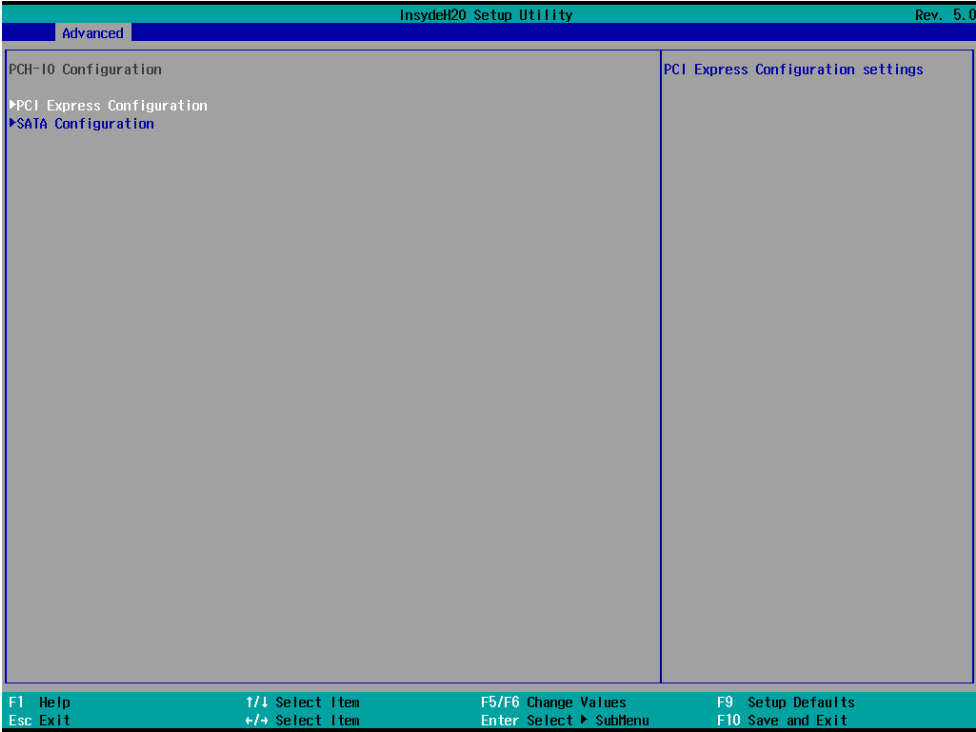 InsydeH20 Setup Utility Rev. 5.0
Advanced
PCH-IO Configuration
PCI Express Configuration settings
▶PCI Express Configuration
▶SATA Configuration
F1 Help ↑/↓ Select Item F5/F6 Change Values F9 Setup Defaults
Esc Exit ←/→ Select Item Enter Select ▶ SubMenu F10 Save and Exit